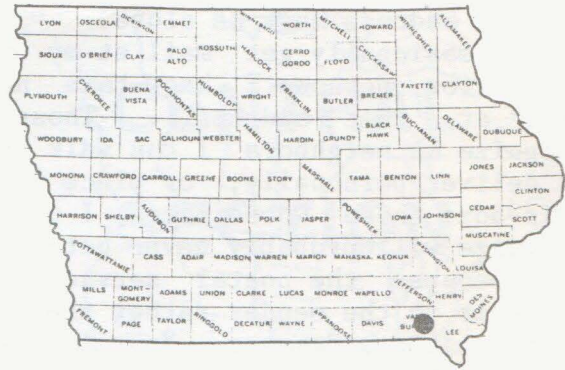 LYON OSCEOLA DICKINSON EMMET WINNEBAGO WORTH MITCHELL HOWARD WINNESHIEK ALLAMAKEE
SIOUX O'BRIEN CLAY PALO ALTO KOSSUTH HANCOCK CERRO GORDO FLOYD CHICKASAW
PLYMOUTH CHEROKEE BUENA VISTA POCAHONTAS HUMBOLDT WRIGHT FRANKLIN BUTLER BREMER FAYETTE CLAYTON
WOODBURY IDA SAC CALHOUN WEBSTER HAMILTON HARDIN GRUNDY BLACK HAWK BUCHANAN DELAWARE DUBUQUE
MONONA CRAWFORD CARROLL GREENE BOONE STORY MARSHALL TAMA BENTON LINN JONES JACKSON
CLINTON
HARRISON SHELBY AUDUBON GUTHRIE DALLAS POLK JASPER POWESHIEK IOWA JOHNSON CEDAR SCOTT
MUSCATINE
POTTAWATTAMIE CASS ADAIR MADISON WARREN MARION MAHASKA KEOKUK WASHINGTON LOUISA
MILLS MONT-GOMERY ADAMS UNION CLARKE LUCAS MONROE WAPELLO JEFFERSON HENRY DES MOINES
FREMONT PAGE TAYLOR RINGGOLD DECATUR WAYNE APPANOOSE DAVIS LEE